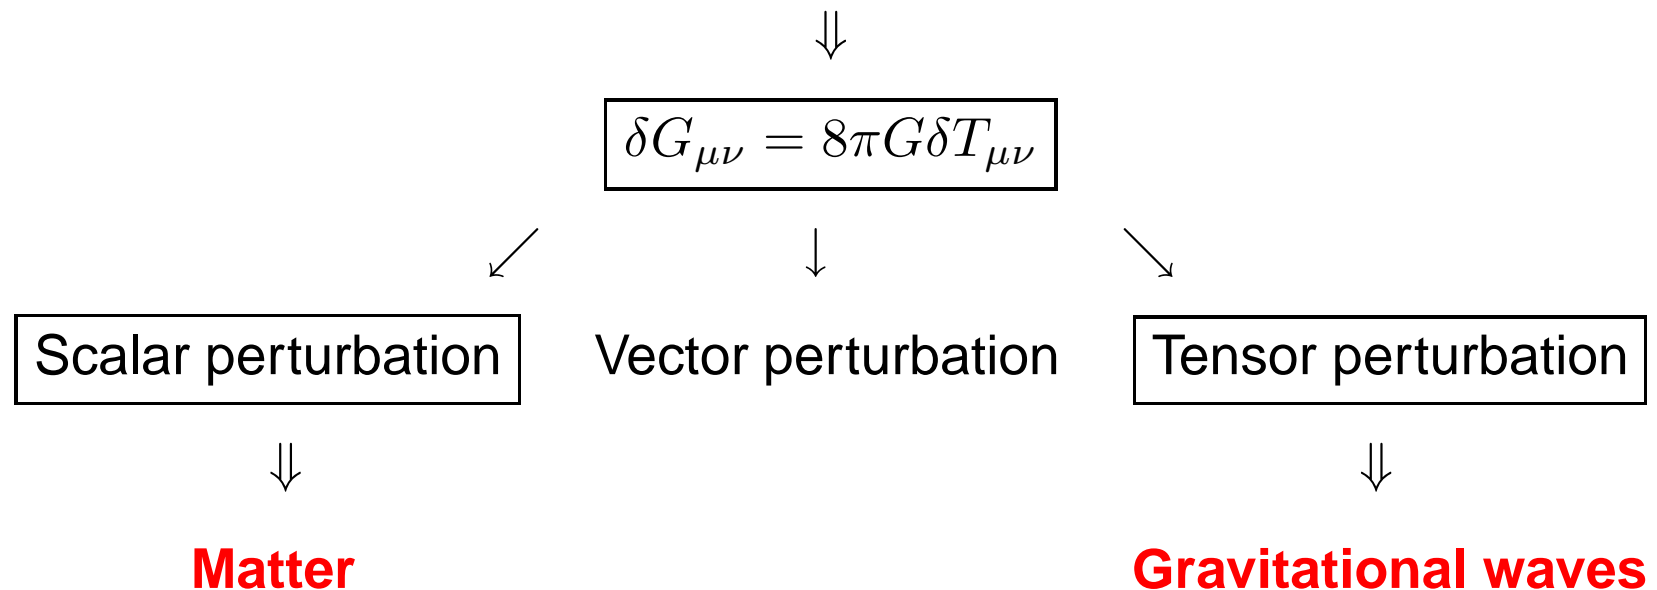 ⇓
δG_{μν} = 8πGδT_{μν}
↙ ↓ ↘
Scalar perturbation Vector perturbation Tensor perturbation
⇓ ⇓
Matter Gravitational waves